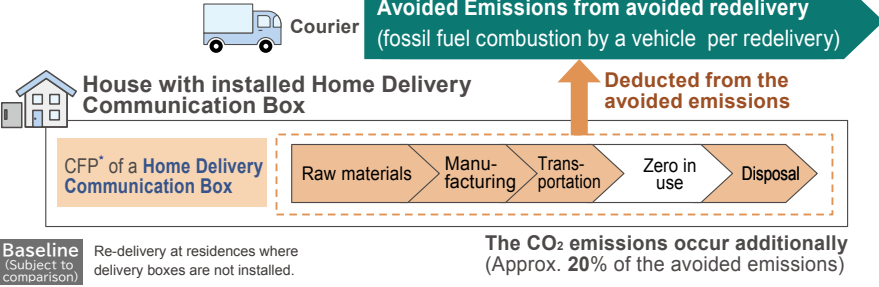 Avoided Emissions from avoided redelivery
(fossil fuel combustion by a vehicle per redelivery)
Courier
House with installed Home Delivery
Communication Box
Deducted from the
avoided emissions
CFP* of a Home Delivery
Communication Box
Raw materials
Manu-
facturing
Trans-
portation
Zero in
use
Disposal
Baseline
(Subject to
comparison)
Re-delivery at residences where
delivery boxes are not installed.
The CO₂ emissions occur additionally
(Approx. 20% of the avoided emissions)